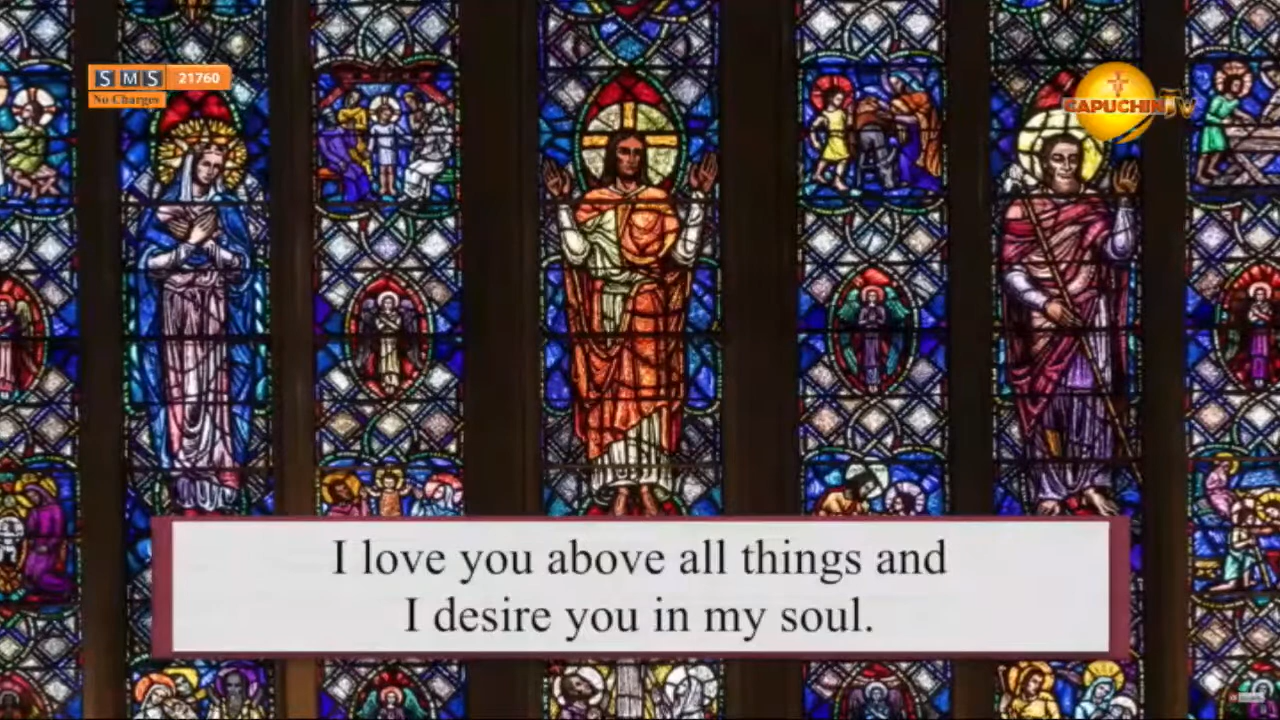 SMS 21760
No Charges
CAPUCHIN TV
I love you above all things and
I desire you in my soul.